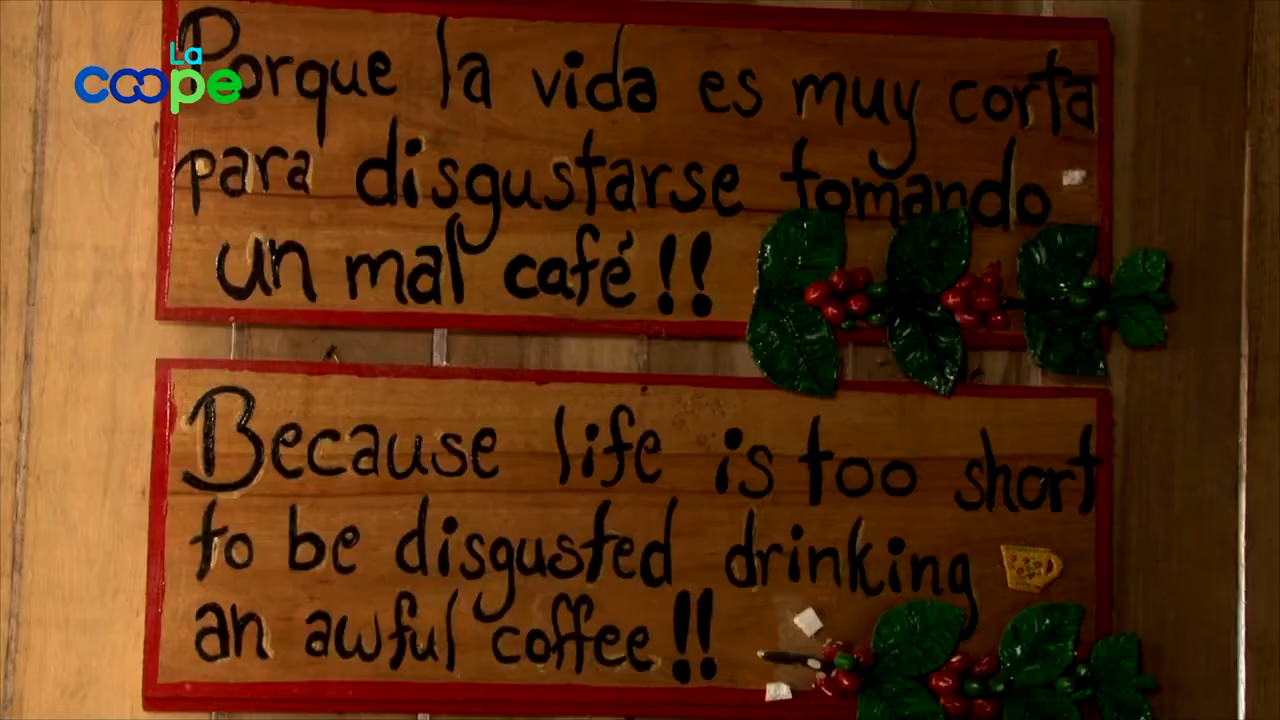 La
coope
Porque la vida es muy corta
para disgustarse tomando
un mal café!!
Because life is too short
to be disgusted drinking
an awful coffee!!